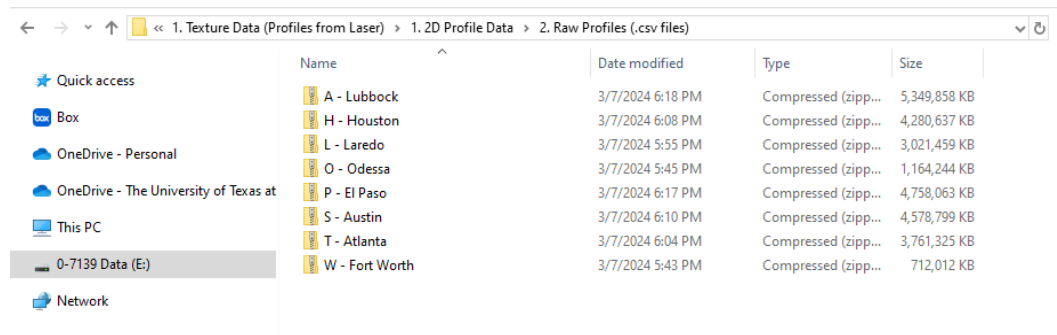 « 1. Texture Data (Profiles from Laser) › 1. 2D Profile Data › 2. Raw Profiles (.csv files)
Name Date modified Type Size
Quick access
box Box
OneDrive - Personal
OneDrive - The University of Texas at
This PC
0-7139 Data (E:)
Network
A - Lubbock 3/7/2024 6:18 PM Compressed (zipp... 5,349,858 KB
H - Houston 3/7/2024 6:08 PM Compressed (zipp... 4,280,637 KB
L - Laredo 3/7/2024 5:55 PM Compressed (zipp... 3,021,459 KB
O - Odessa 3/7/2024 5:45 PM Compressed (zipp... 1,164,244 KB
P - El Paso 3/7/2024 6:17 PM Compressed (zipp... 4,758,063 KB
S - Austin 3/7/2024 6:10 PM Compressed (zipp... 4,578,799 KB
T - Atlanta 3/7/2024 6:04 PM Compressed (zipp... 3,761,325 KB
W - Fort Worth 3/7/2024 5:43 PM Compressed (zipp... 712,012 KB